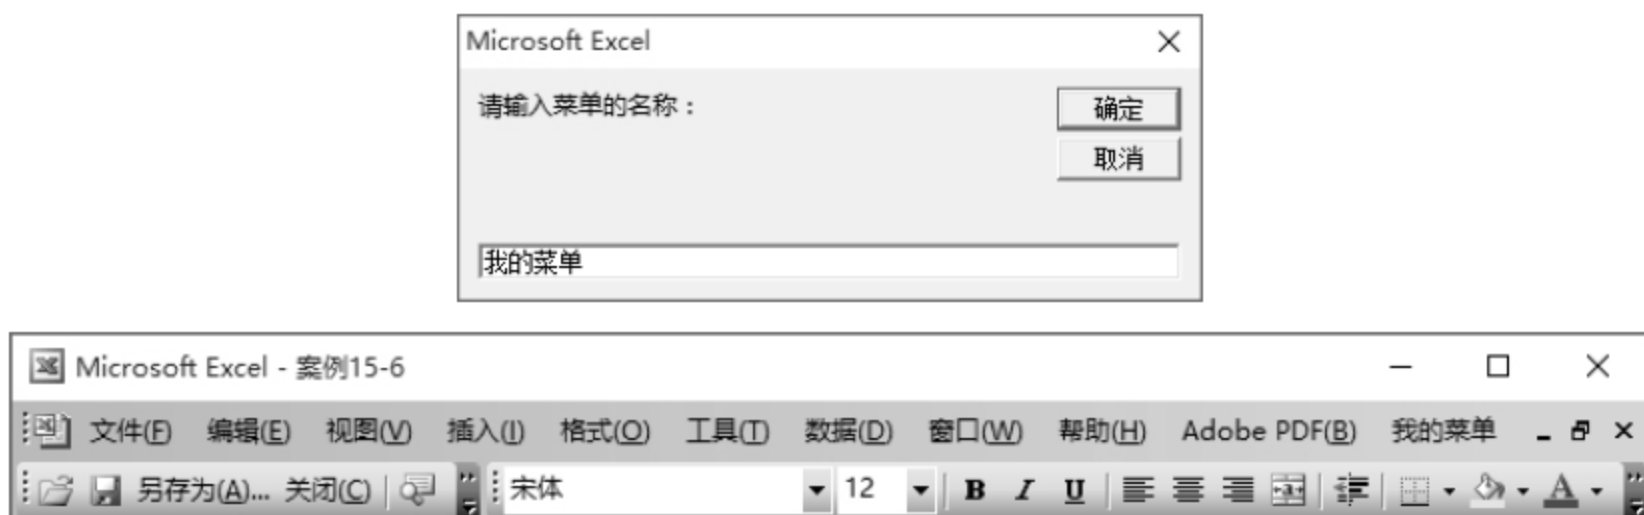 Microsoft Excel
请输入菜单的名称：
确定
取消
我的菜单
Microsoft Excel - 案例15-6
文件(F) 编辑(E) 视图(V) 插入(I) 格式(O) 工具(T) 数据(D) 窗口(W) 帮助(H) Adobe PDF(B) 我的菜单
另存为(A)... 关闭(C) 宋体 12 B I U A